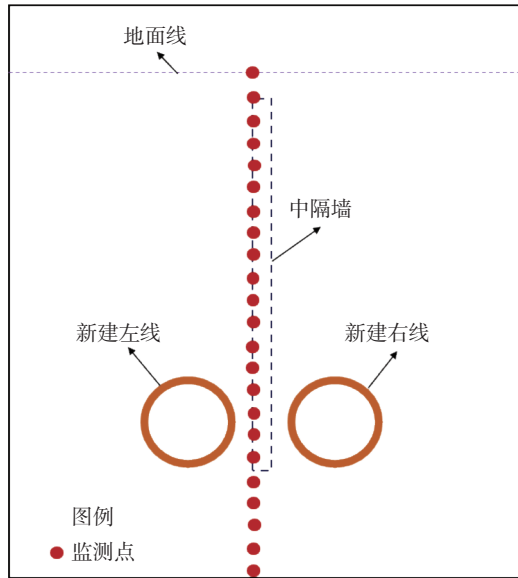 地面线
中隔墙
新建左线
新建右线
图例
监测点